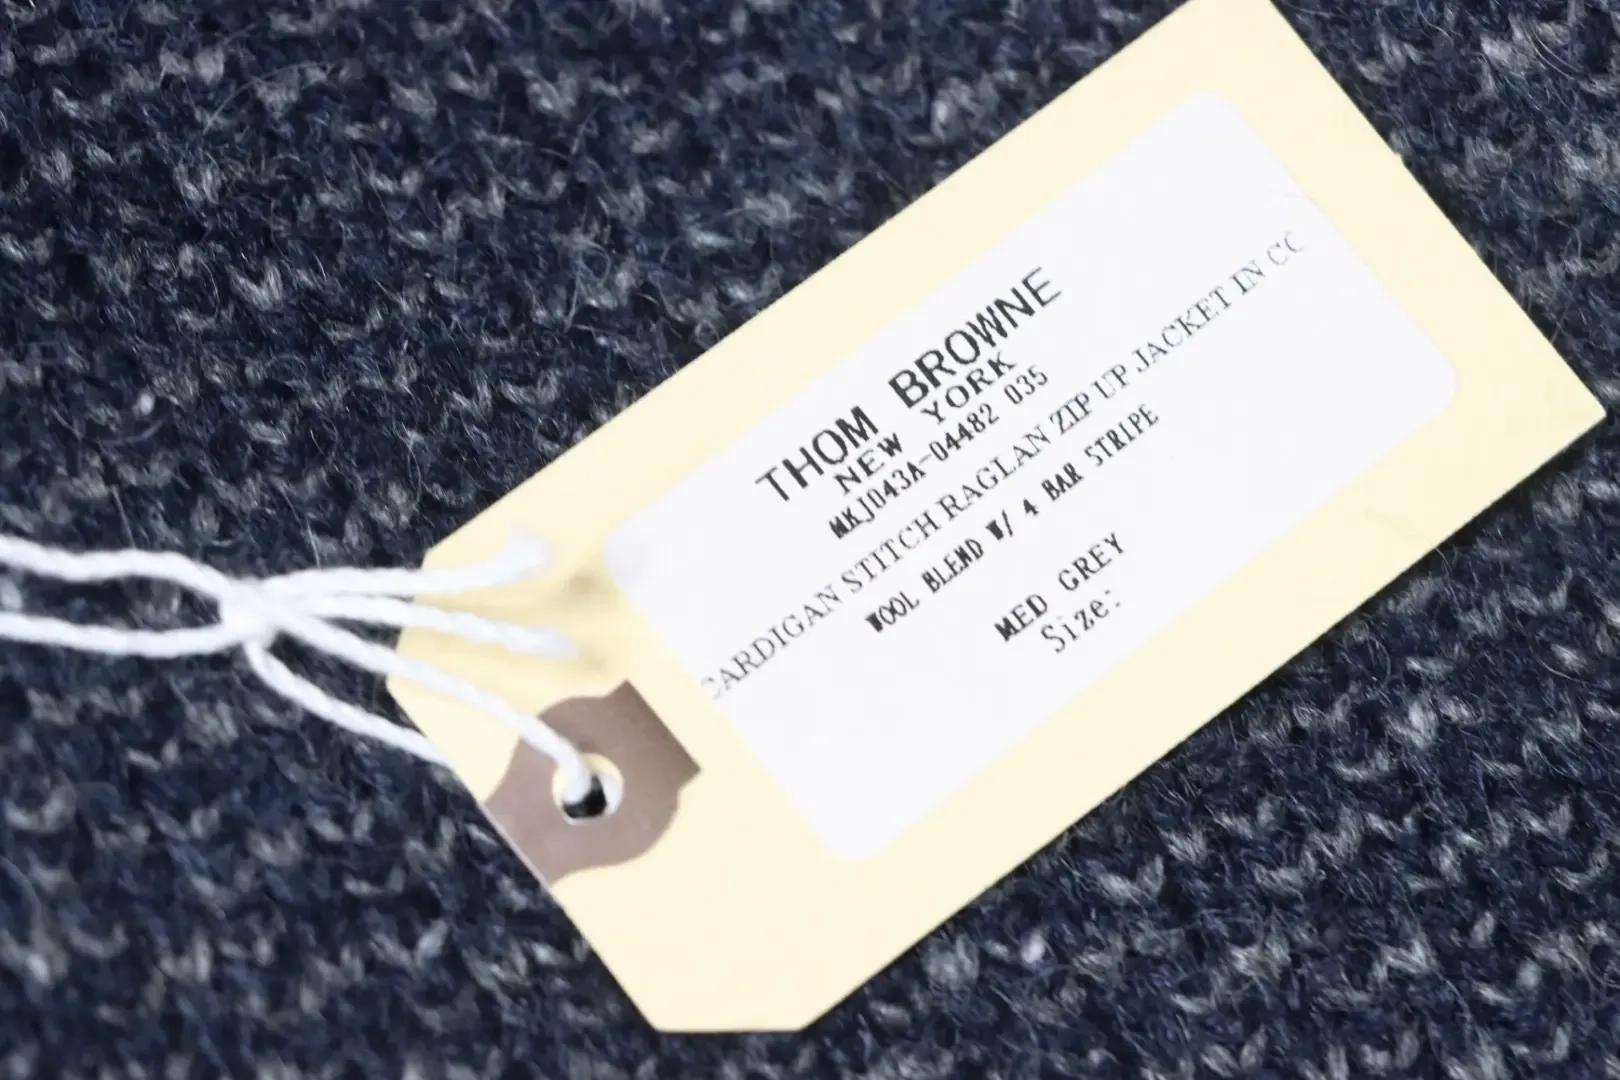 THOM BROWNE
NEW YORK
MKJ043A-04482 035
CARDIGAN STITCH RAGLAN ZIP UP JACKET IN CO
WOOL BLEND W/ 4 BAR STRIPE
MED GREY
Size: